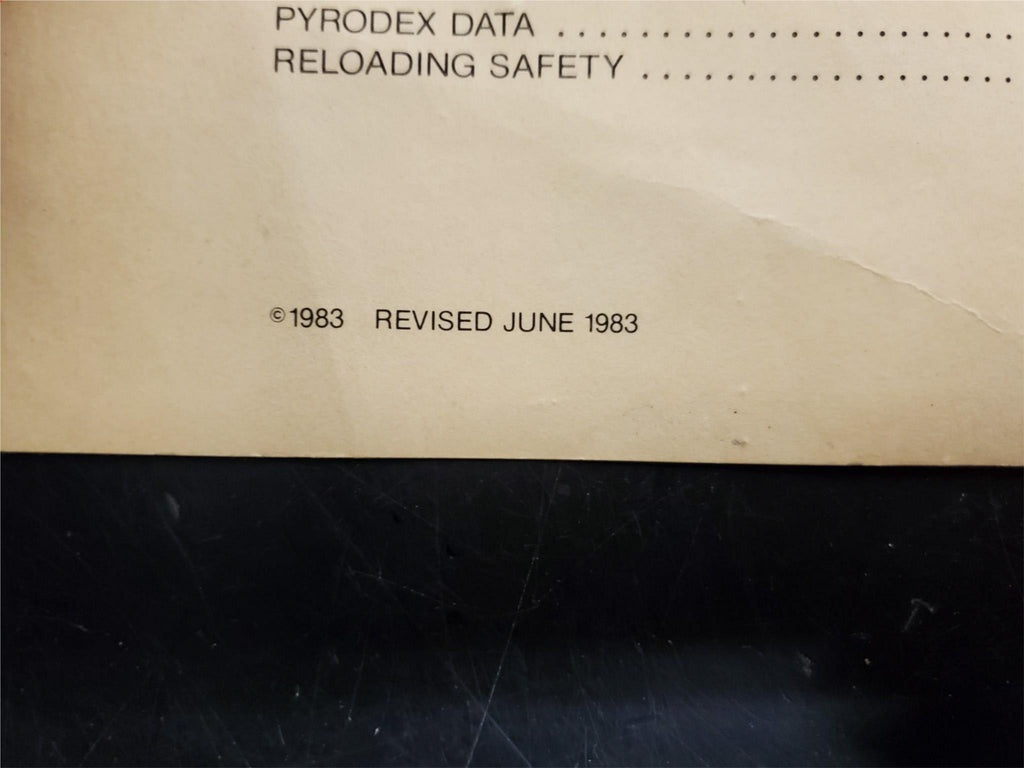 PYRODEX DATA ......................
RELOADING SAFETY ..................
©1983 REVISED JUNE 1983